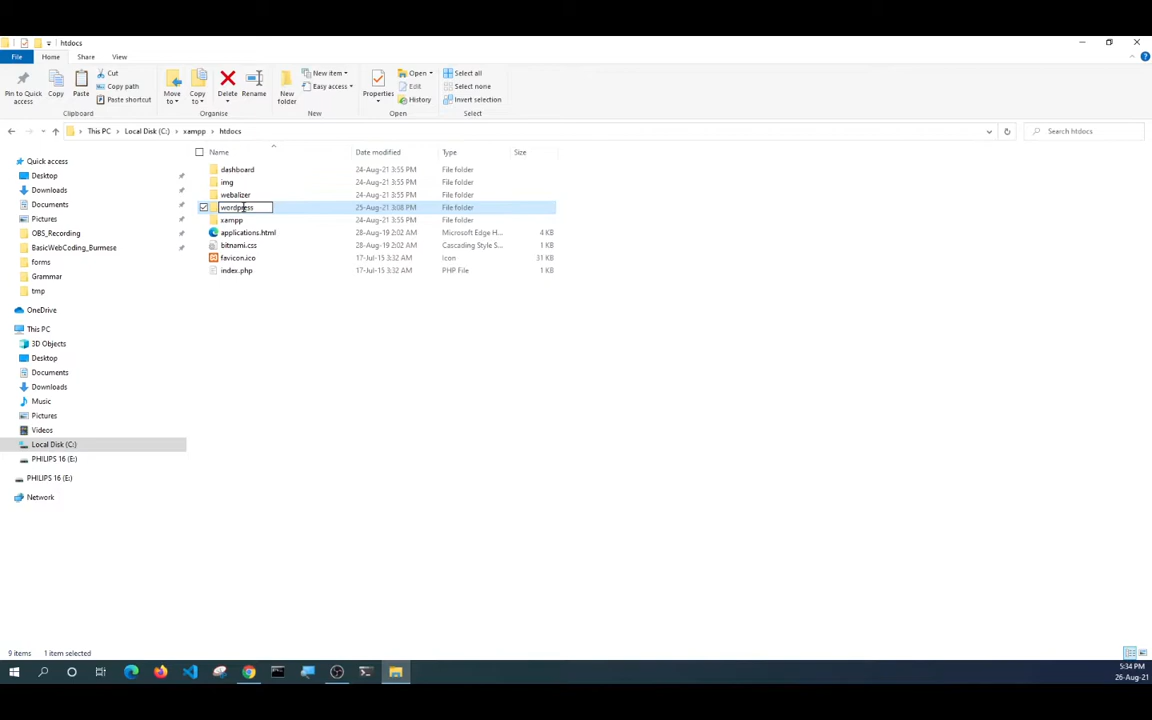 htdocs
File Home Share View
Pin to Quick access
Copy
Paste
Cut
Copy path
Paste shortcut
Clipboard
Move to
Copy to
Delete
Rename
Organise
New folder
New item
Easy access
New
Properties
Open
Edit
History
Open
Select all
Select none
Invert selection
Select
This PC > Local Disk (C:) > xampp > htdocs
Search htdocs
Name Date modified Type Size
dashboard 24-Aug-21 3:55 PM File folder
img 24-Aug-21 3:55 PM File folder
webalizer 24-Aug-21 3:55 PM File folder
wordpress 25-Aug-21 3:08 PM File folder
xampp 24-Aug-21 3:55 PM File folder
applications.html 28-Aug-19 2:02 AM Microsoft Edge H... 4 KB
bitnami.css 28-Aug-19 2:02 AM Cascading Style S... 1 KB
favicon.ico 17-Jul-15 3:32 AM Icon 31 KB
index.php 17-Jul-15 3:32 AM PHP File 1 KB
Quick access
Desktop
Downloads
Documents
Pictures
OBS_Recording
BasicWebCoding_Burmese
forms
Grammar
tmp
OneDrive
This PC
3D Objects
Desktop
Documents
Downloads
Music
Pictures
Videos
Local Disk (C:)
PHILIPS 16 (E:)
PHILIPS 16 (E:)
Network
9 items 1 item selected
5:34 PM
26-Aug-21